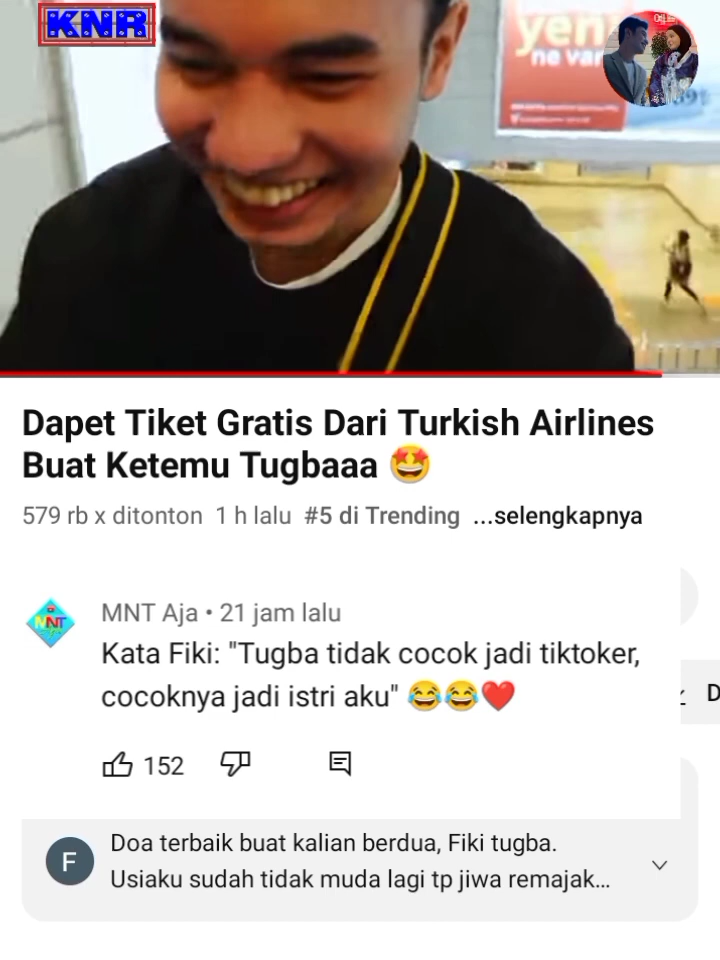 KNR
yeni
ne var
Dapet Tiket Gratis Dari Turkish Airlines
Buat Ketemu Tugbaaa 🤩
579 rb x ditonton 1 h lalu #5 di Trending ...selengkapnya
MNT
MNT Aja • 21 jam lalu
Kata Fiki: "Tugba tidak cocok jadi tiktoker,
cocoknya jadi istri aku" 😂😂❤️
152
D
F
Doa terbaik buat kalian berdua, Fiki tugba.
Usiaku sudah tidak muda lagi tp jiwa remajak...